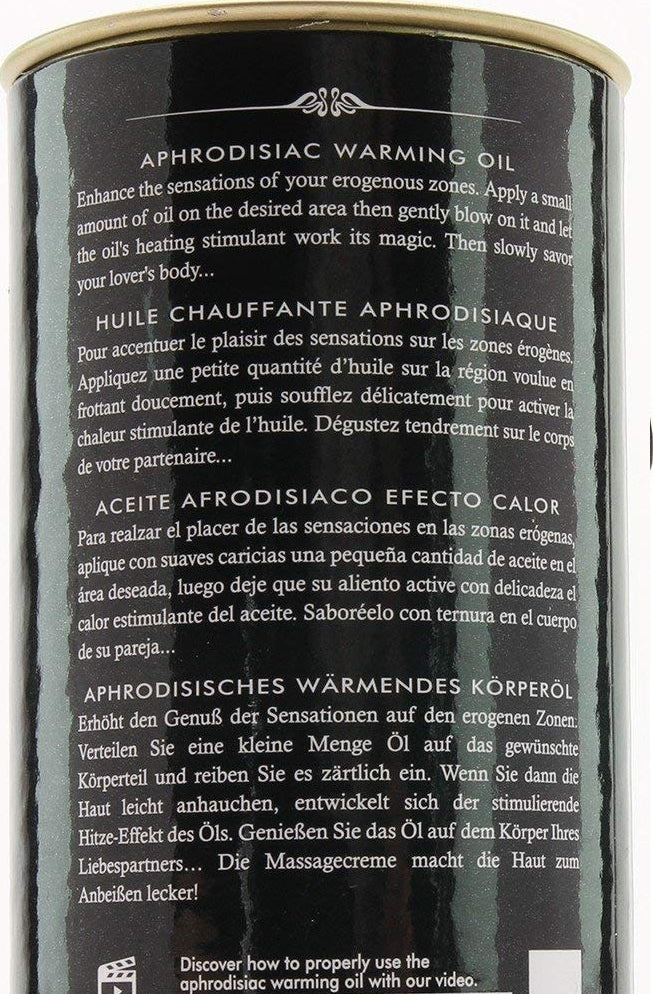 APHRODISIAC WARMING OIL
Enhance the sensations of your erogenous zones. Apply a small
amount of oil on the desired area then gently blow on it and let
the oil's heating stimulant work its magic. Then slowly savor
your lover's body...
HUILE CHAUFFANTE APHRODISIAQUE
Pour accentuer le plaisir des sensations sur les zones érogènes.
Appliquez une petite quantité d'huile sur la région voulue en
frottant doucement, puis soufflez délicatement pour activer la
chaleur stimulante de l'huile. Dégustez tendrement sur le corps
de votre partenaire...
ACEITE AFRODISIACO EFECTO CALOR
Para realzar el placer de las sensaciones en las zonas erógenas,
aplique con suaves caricias una pequeña cantidad de aceite en el
área deseada, luego deje que su aliento active con delicadeza el
calor estimulante del aceite. Saboréelo con ternura en el cuerpo
de su pareja...
APHRODISISCHES WÄRMENDES KÖRPERÖL
Erhöht den Genuß der Sensationen auf den erogenen Zonen.
Verteilen Sie eine kleine Menge Öl auf das gewünschte
Körperteil und reiben Sie es zärtlich ein. Wenn Sie dann die
Haut leicht anhauchen, entwickelt sich der stimulierende
Hitze-Effekt des Öls. Genießen Sie das Öl auf dem Körper Ihres
Liebespartners... Die Massagecreme macht die Haut zum
Anbeißen lecker!
Discover how to properly use the
aphrodisiac warming oil with our video.